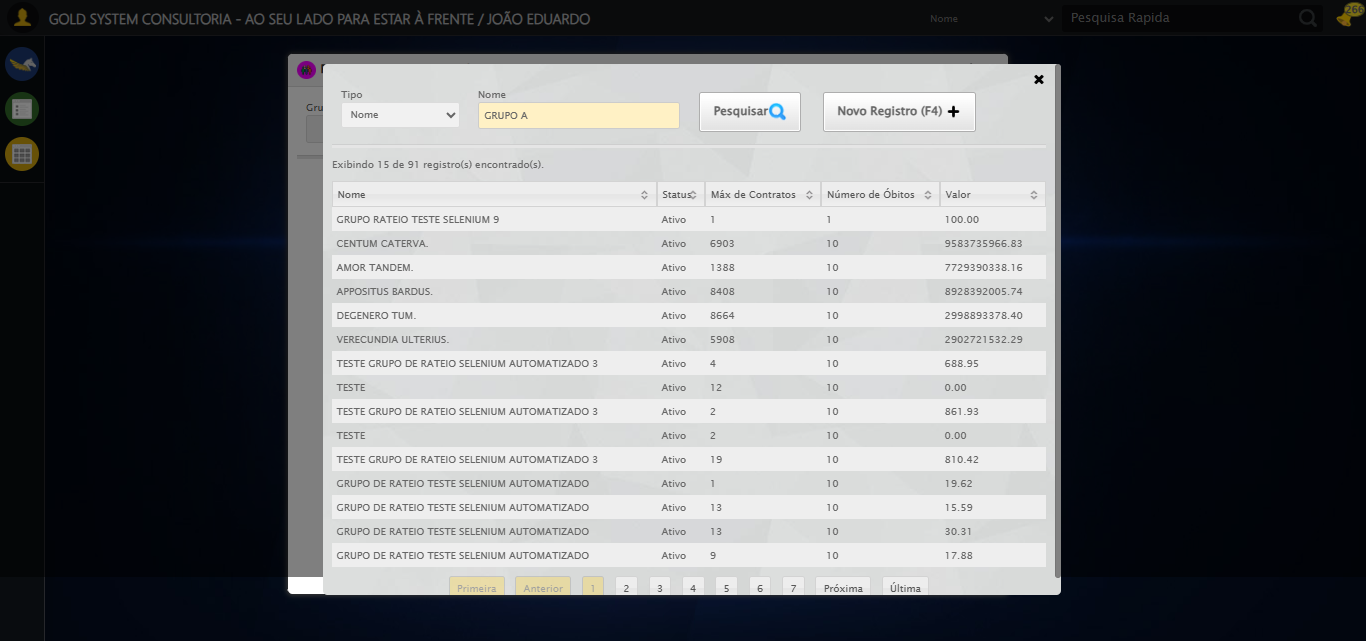 GOLD SYSTEM CONSULTORIA - AO SEU LADO PARA ESTAR À FRENTE / JOÃO EDUARDO
Nome
Pesquisa Rapida
266
Gru
Tipo
Nome
Nome
GRUPO A
Pesquisar
Novo Registro (F4)
Exibindo 15 de 91 registro(s) encontrado(s).
Nome Status Máx de Contratos Número de Óbitos Valor
GRUPO RATEIO TESTE SELENIUM 9 Ativo 1 1 100.00
CENTUM CATERVA. Ativo 6903 10 9583735966.83
AMOR TANDEM. Ativo 1388 10 7729390338.16
APPOSITUS BARDUS. Ativo 8408 10 8928392005.74
DEGENERO TUM. Ativo 8664 10 2998893378.40
VERECUNDIA ULTERIUS. Ativo 5908 10 2902721532.29
TESTE GRUPO DE RATEIO SELENIUM AUTOMATIZADO 3 Ativo 4 10 688.95
TESTE Ativo 12 10 0.00
TESTE GRUPO DE RATEIO SELENIUM AUTOMATIZADO 3 Ativo 2 10 861.93
TESTE Ativo 2 10 0.00
TESTE GRUPO DE RATEIO SELENIUM AUTOMATIZADO 3 Ativo 19 10 810.42
GRUPO DE RATEIO TESTE SELENIUM AUTOMATIZADO Ativo 1 10 19.62
GRUPO DE RATEIO TESTE SELENIUM AUTOMATIZADO Ativo 13 10 15.59
GRUPO DE RATEIO TESTE SELENIUM AUTOMATIZADO Ativo 13 10 30.31
GRUPO DE RATEIO TESTE SELENIUM AUTOMATIZADO Ativo 9 10 17.88
Primeira Anterior 1 2 3 4 5 6 7 Próxima Última